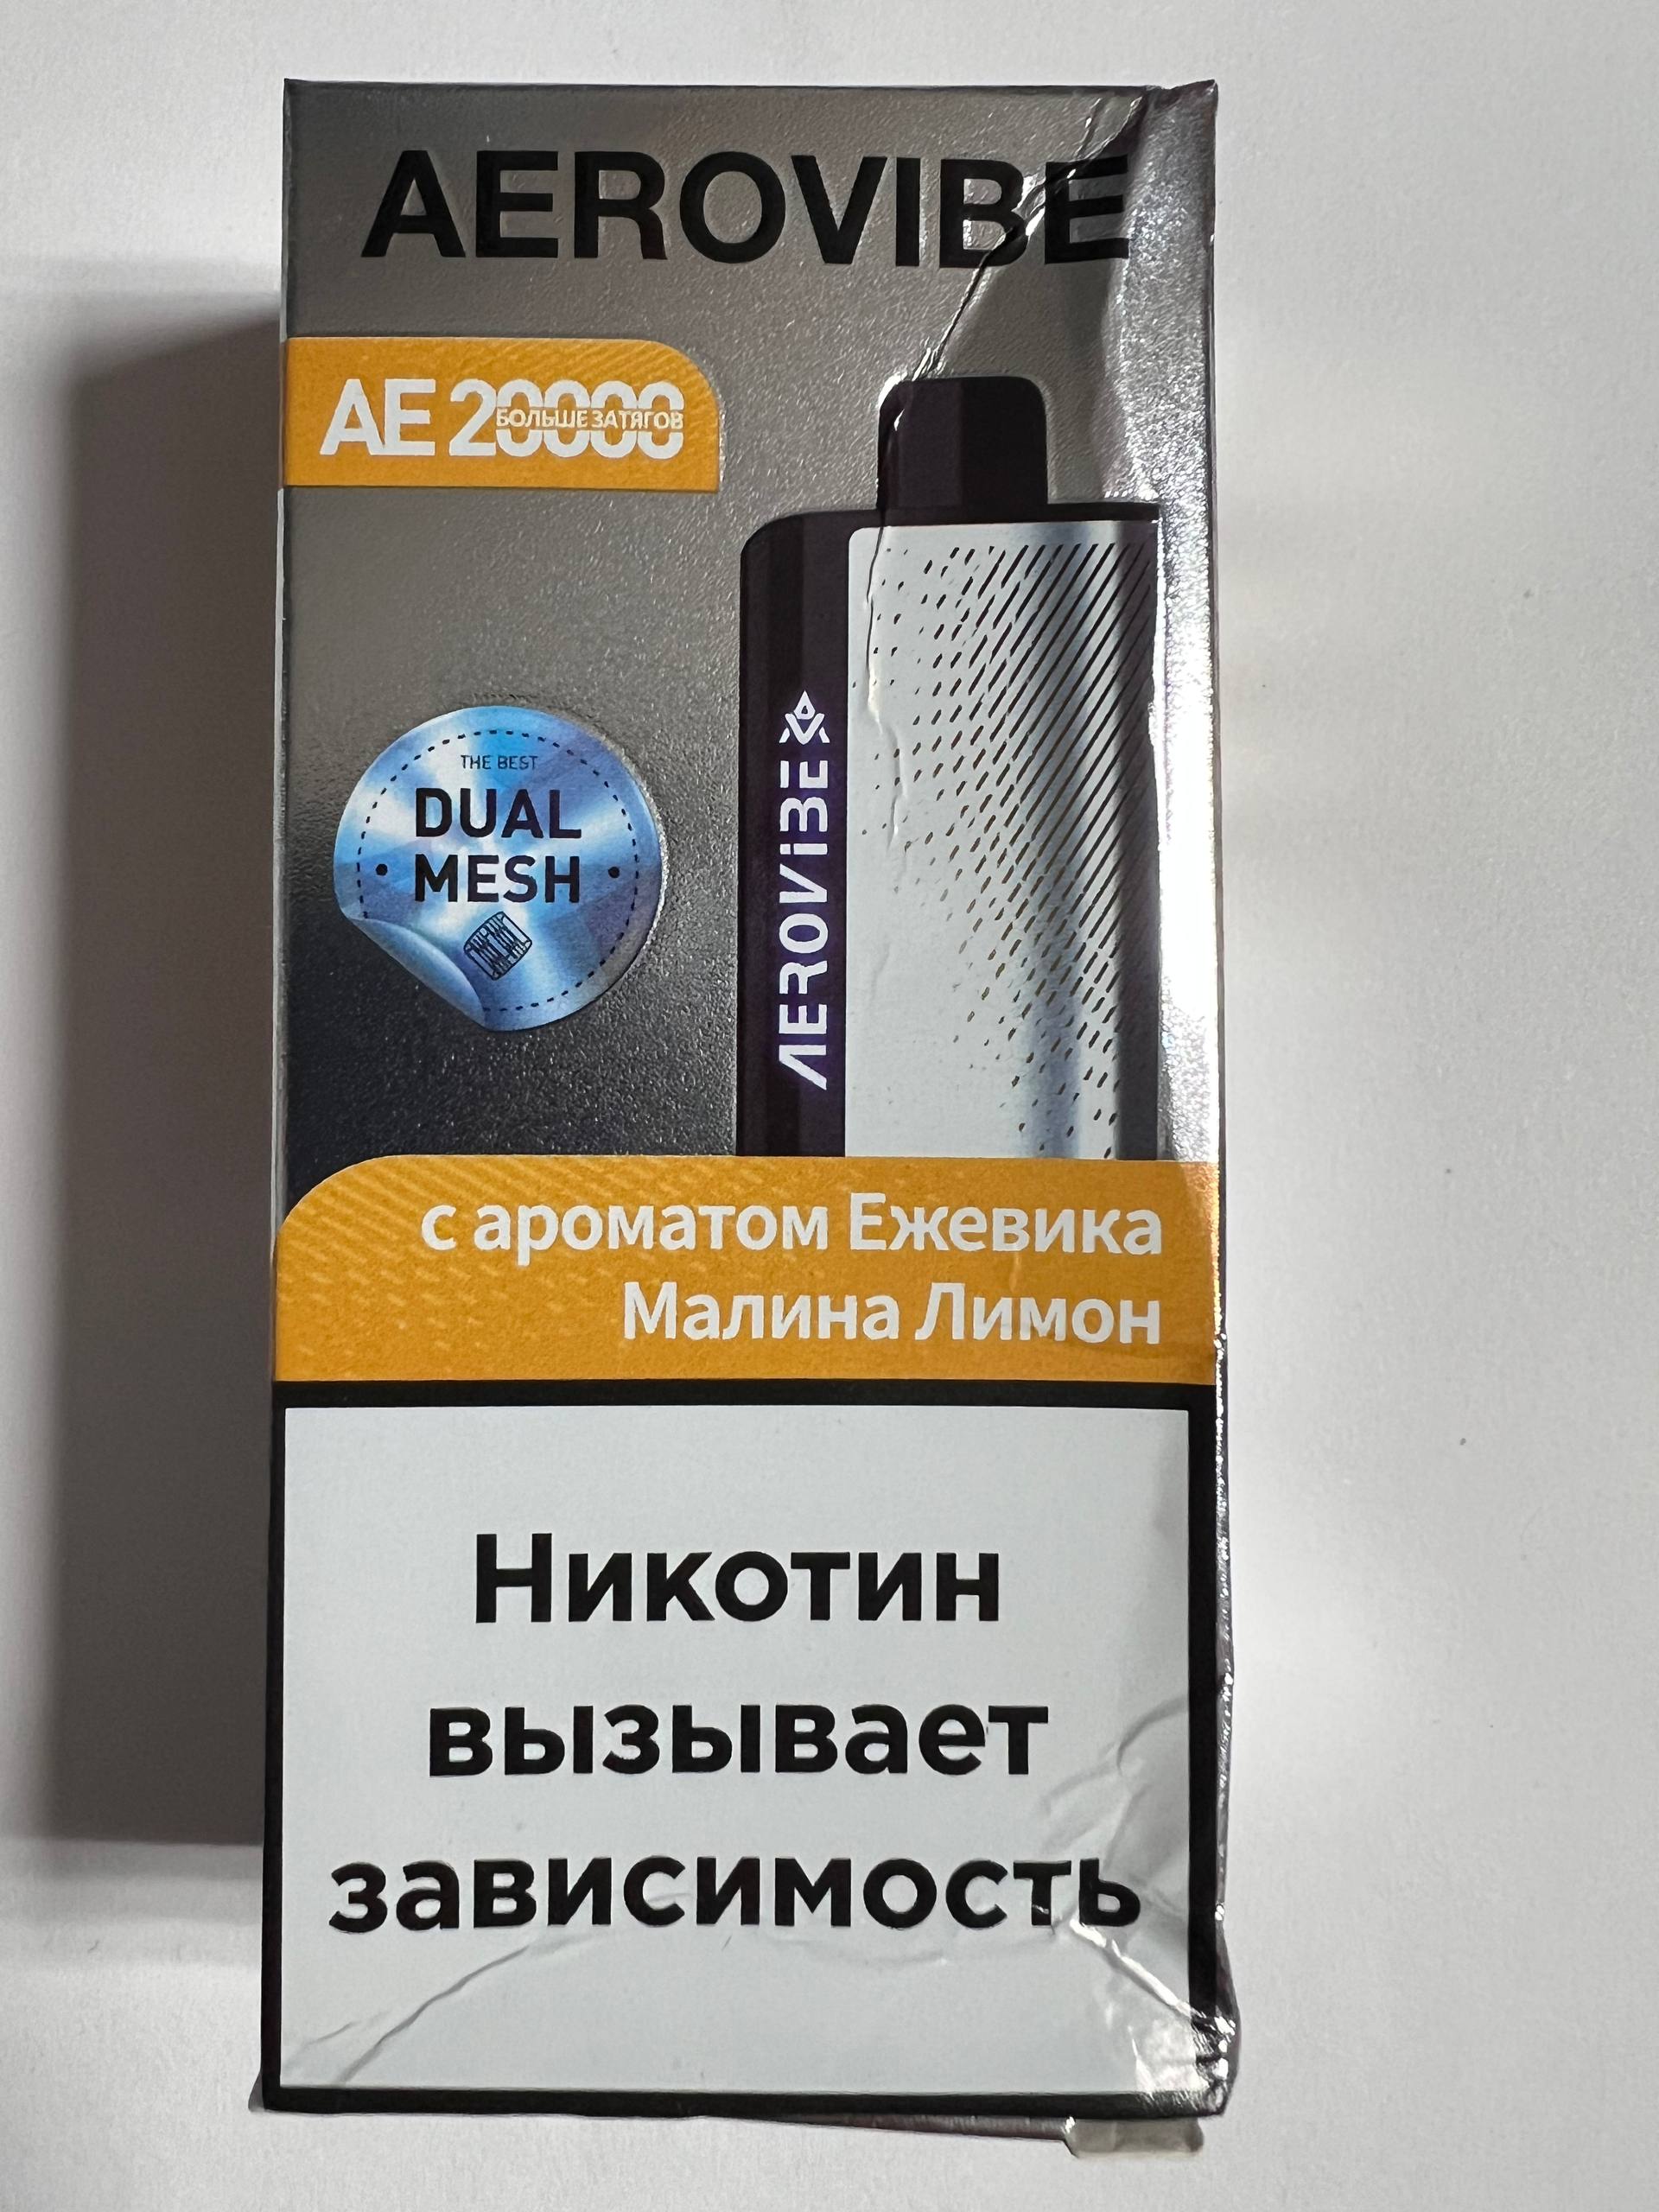 AEROVIBE
AE 20000
БОЛЬШЕ ЗАТЯГОВ
THE BEST
DUAL
MESH
AEROViBE
с ароматом Ежевика
Малина Лимон
Никотин
вызывает
зависимость